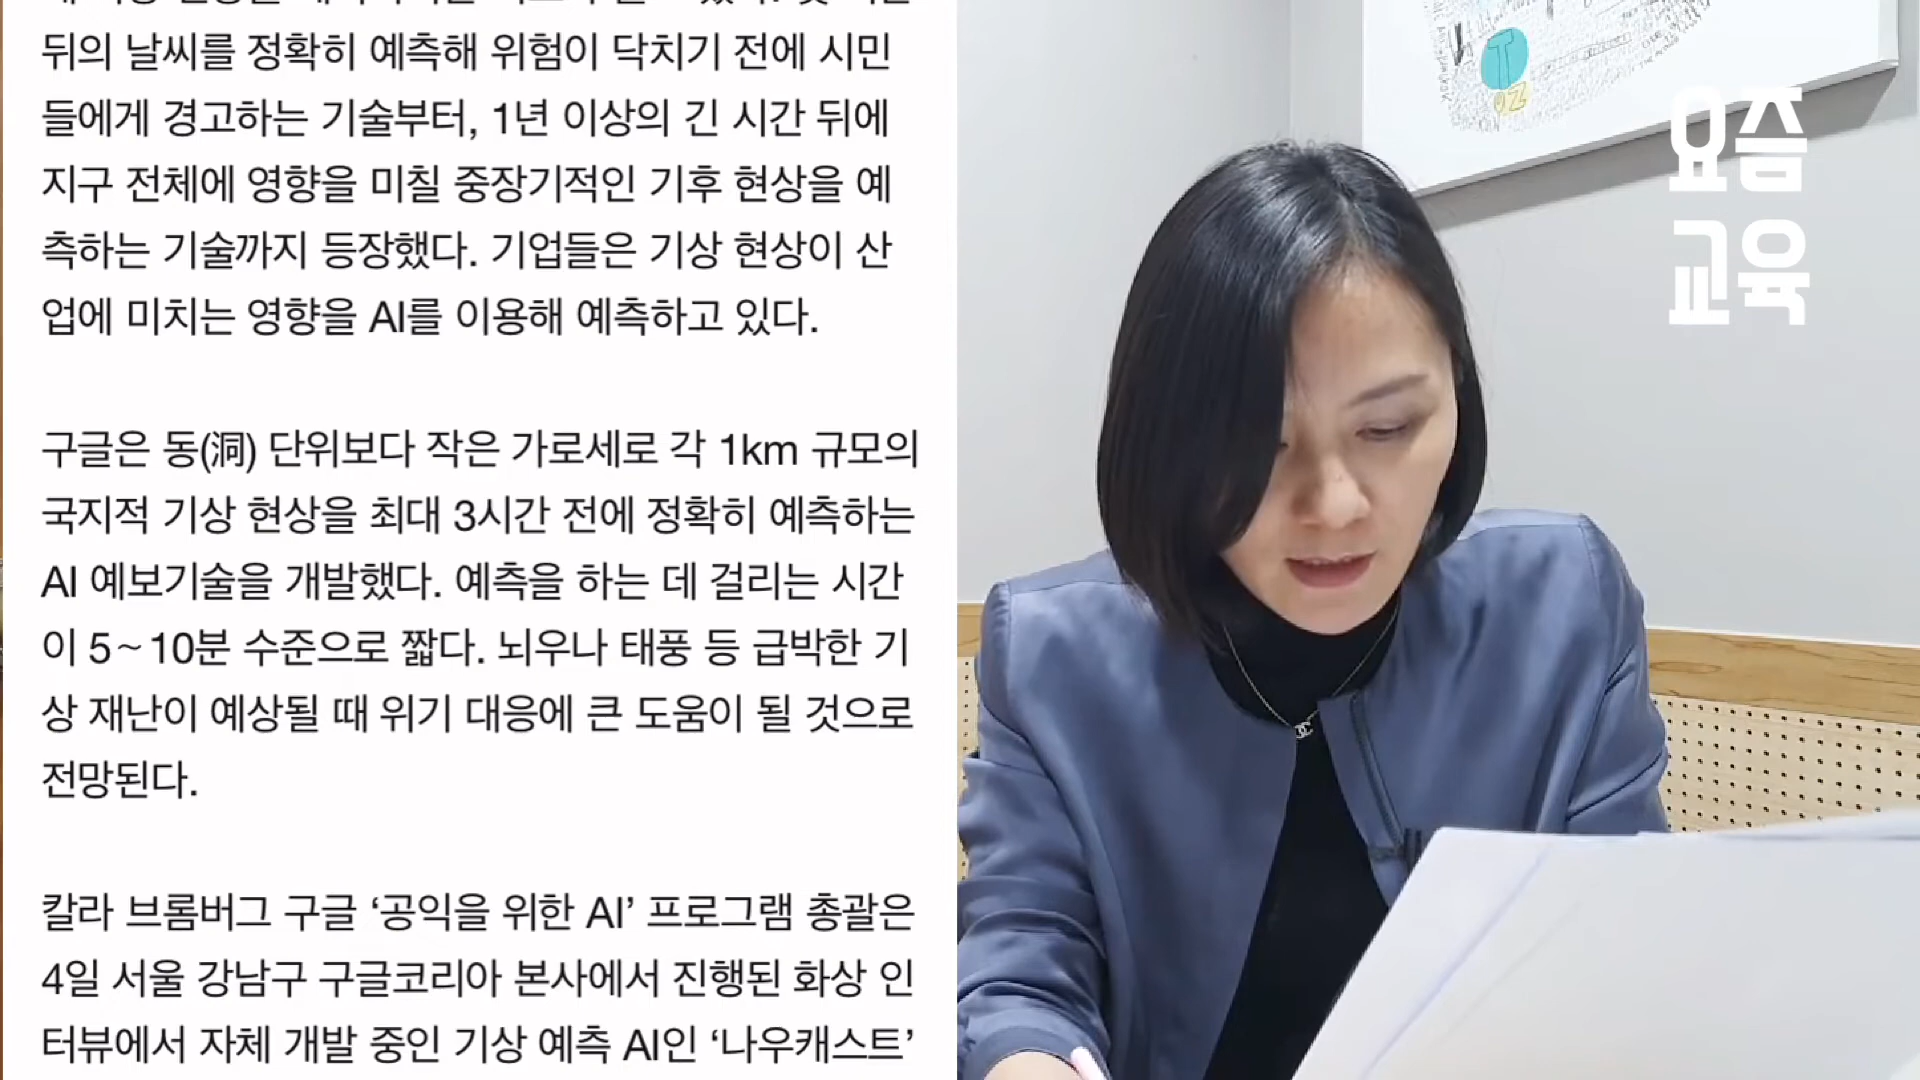 뒤의 날씨를 정확히 예측해 위험이 닥치기 전에 시민
들에게 경고하는 기술부터, 1년 이상의 긴 시간 뒤에
지구 전체에 영향을 미칠 중장기적인 기후 현상을 예
측하는 기술까지 등장했다. 기업들은 기상 현상이 산
업에 미치는 영향을 AI를 이용해 예측하고 있다.
구글은 동(洞) 단위보다 작은 가로세로 각 1km 규모의
국지적 기상 현상을 최대 3시간 전에 정확히 예측하는
AI 예보기술을 개발했다. 예측을 하는 데 걸리는 시간
이 5~10분 수준으로 짧다. 뇌우나 태풍 등 급박한 기
상 재난이 예상될 때 위기 대응에 큰 도움이 될 것으로
전망된다.
칼라 브롬버그 구글 ‘공익을 위한 AI’ 프로그램 총괄은
4일 서울 강남구 구글코리아 본사에서 진행된 화상 인
터뷰에서 자체 개발 중인 기상 예측 AI인 ‘나우캐스트’
요즘
교육
T